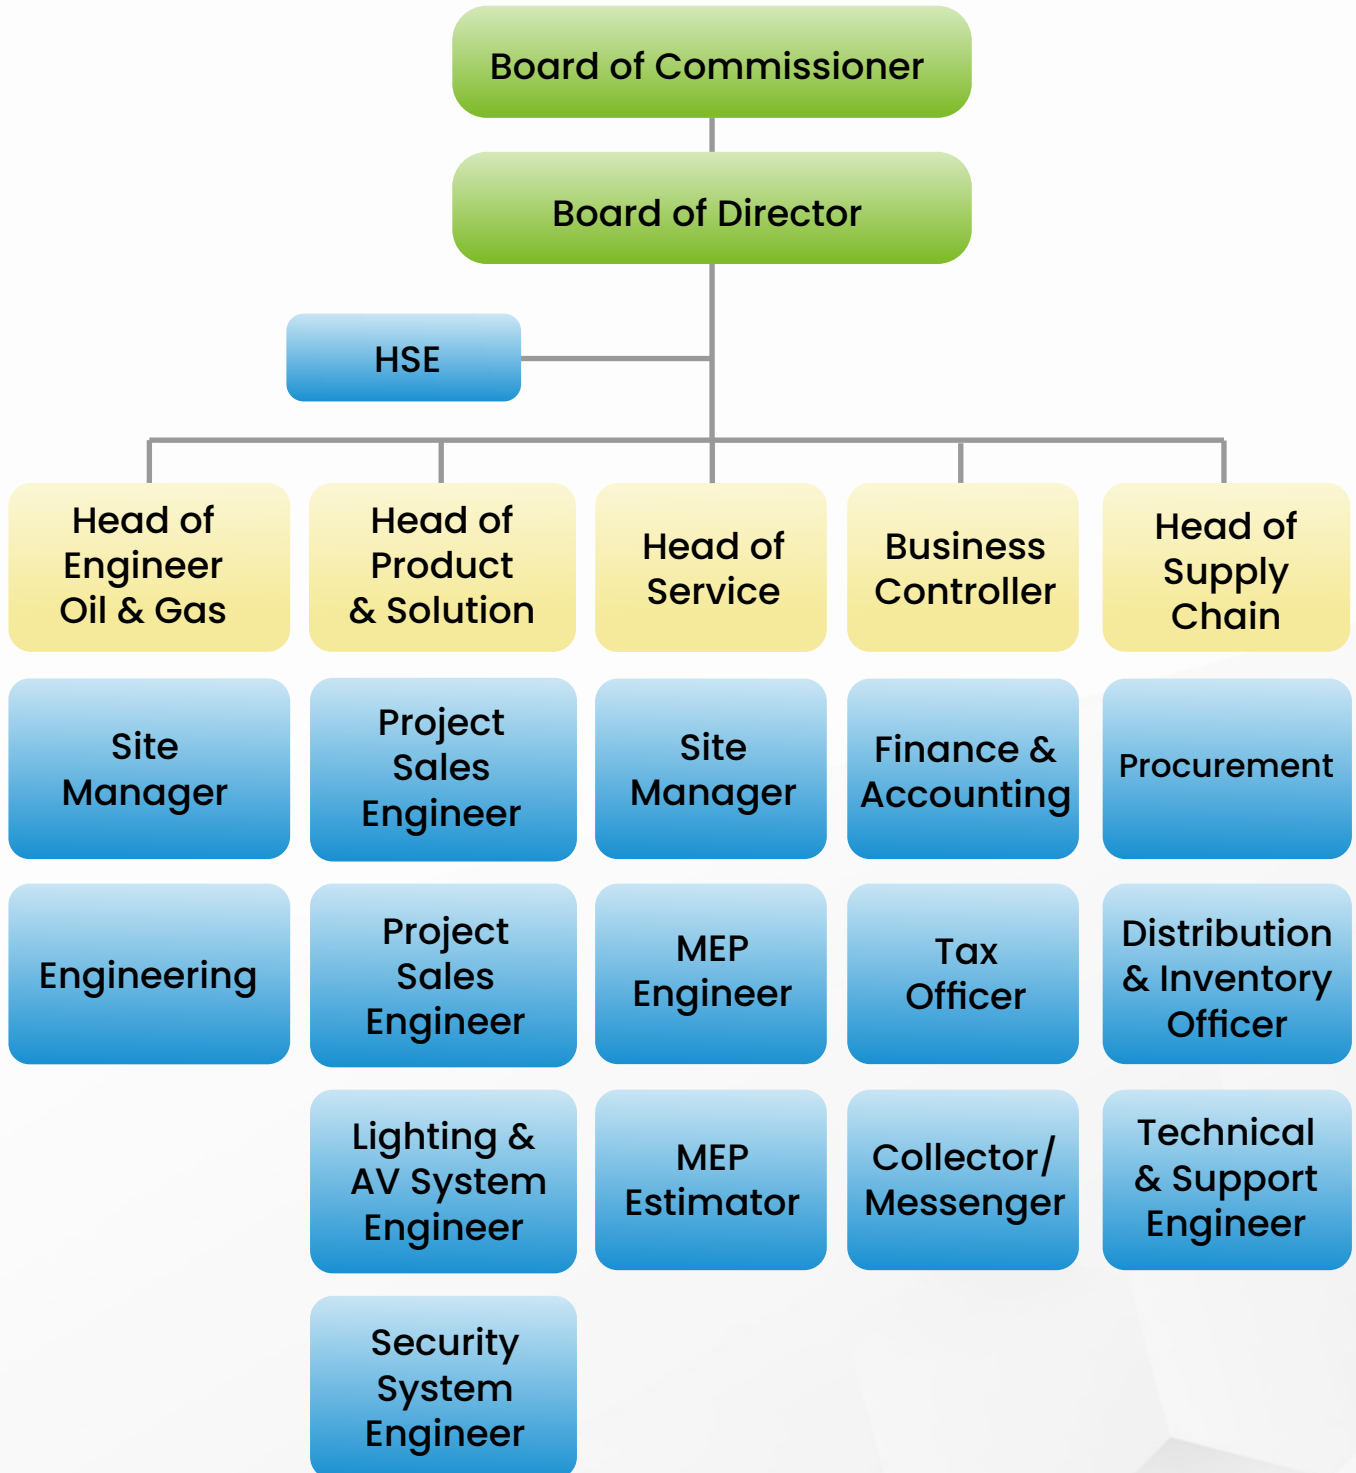 Board of Commissioner
Board of Director
HSE
Head of
Engineer
Oil & Gas
Head of
Product
& Solution
Head of
Service
Business
Controller
Head of
Supply
Chain
Site
Manager
Project
Sales
Engineer
Site
Manager
Finance &
Accounting
Procurement
Engineering
Project
Sales
Engineer
MEP
Engineer
Tax
Officer
Distribution
& Inventory
Officer
Lighting &
AV System
Engineer
MEP
Estimator
Collector/
Messenger
Technical
& Support
Engineer
Security
System
Engineer